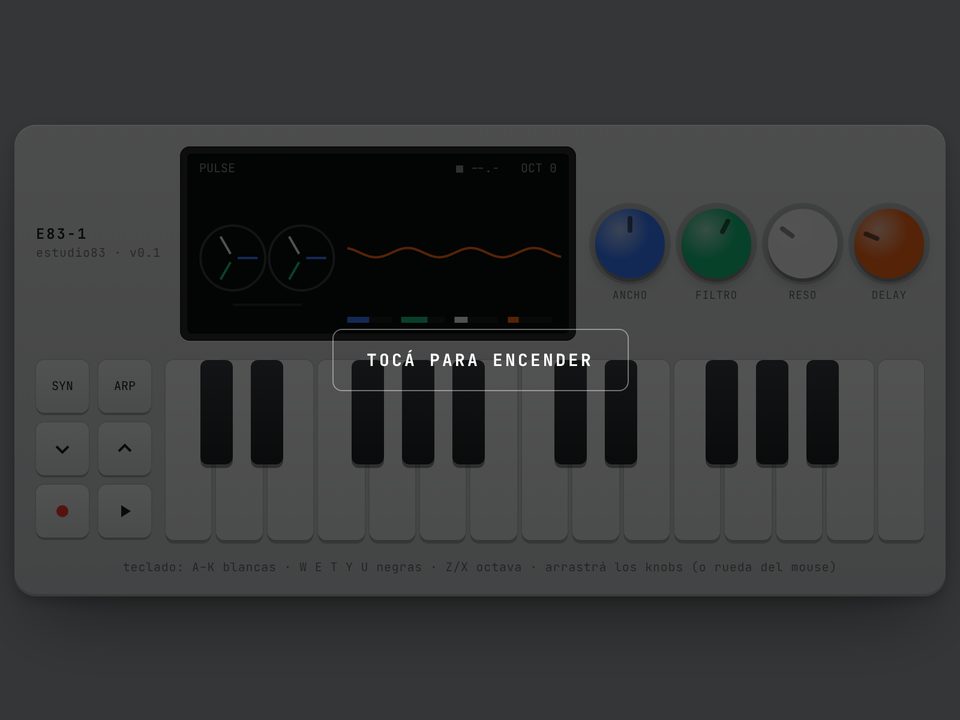 PULSE
■ --.-
OCT 0
E83-1
estudio83 · v0.1
ANCHO
FILTRO
RESO
DELAY
TOCÁ PARA ENCENDER
SYN
ARP
teclado: A-K blancas · W E T Y U negras · Z/X octava · arrastrá los knobs (o rueda del mouse)